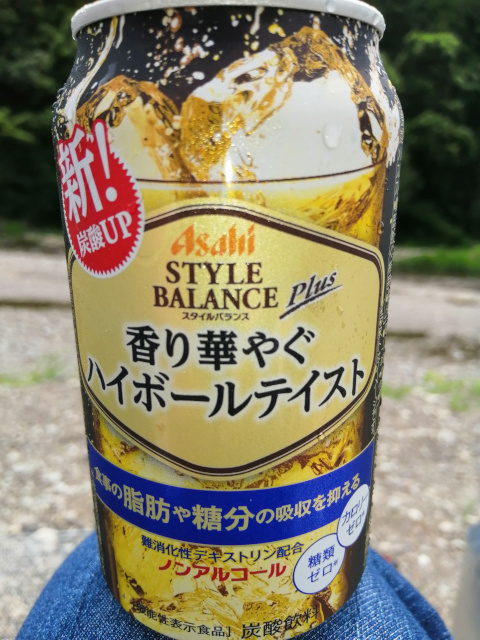 新!
炭酸UP
Asahi
STYLE
BALANCE Plus
スタイルバランス
香り華やぐ
ハイボールテイスト
食事の脂肪や糖分の吸収を抑える
難消化性デキストリン配合
ノンアルコール
カロリー
ゼロ※
糖類
ゼロ※
機能性表示食品」炭酸飲料